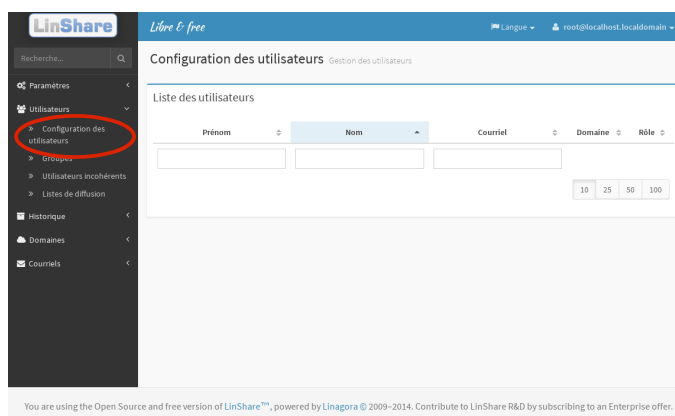 LinShare
Libre & free
Langue
root@localhost.localdomain
Recherche...
Configuration des utilisateurs Gestion des utilisateurs
Paramètres
Utilisateurs
» Configuration des
utilisateurs
» Groupes
» Utilisateurs incohérents
» Listes de diffusion
Historique
Domaines
Courriels
Liste des utilisateurs
Prénom Nom Courriel Domaine Rôle
10 25 50 100
You are using the Open Source and free version of LinShare™, powered by Linagora © 2009–2014. Contribute to LinShare R&D by subscribing to an Enterprise offer.